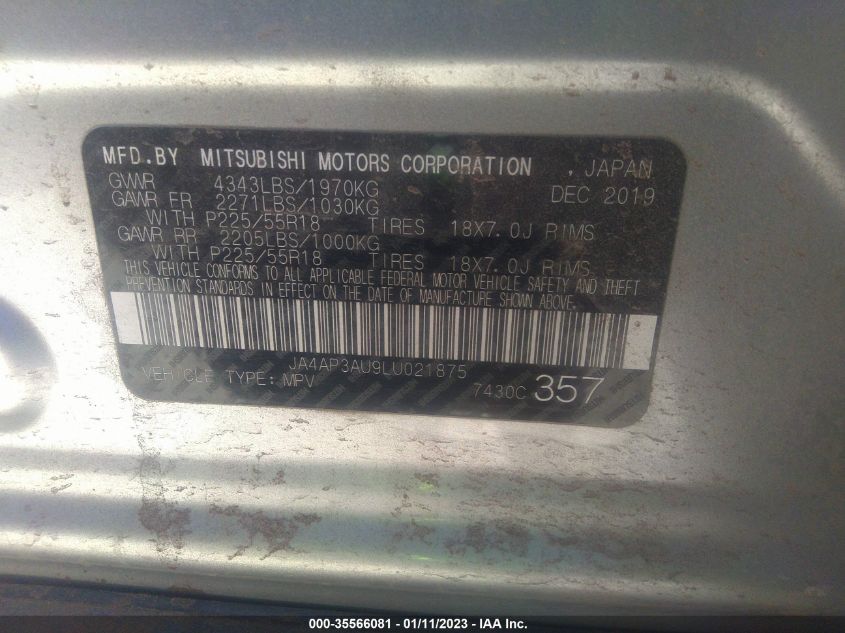 MFD.BY MITSUBISHI MOTORS CORPORATION , JAPAN
GVWR 4343LBS/1970KG DEC 2019
GAWR FR 2271LBS/1030KG
WITH P225/55R18 TIRES 18X7.0J RIMS
GAWR RR 2205LBS/1000KG
WITH P225/55R18 TIRES 18X7.0J RIMS
THIS VEHICLE CONFORMS TO ALL APPLICABLE FEDERAL MOTOR VEHICLE SAFETY AND THEFT
PREVENTION STANDARDS IN EFFECT ON THE DATE OF MANUFACTURE SHOWN ABOVE.
JA4AP3AU9LU021875
VEHICLE TYPE: MPV 7430C 357
000-35566081 / 01/11/2023 - IAA Inc.